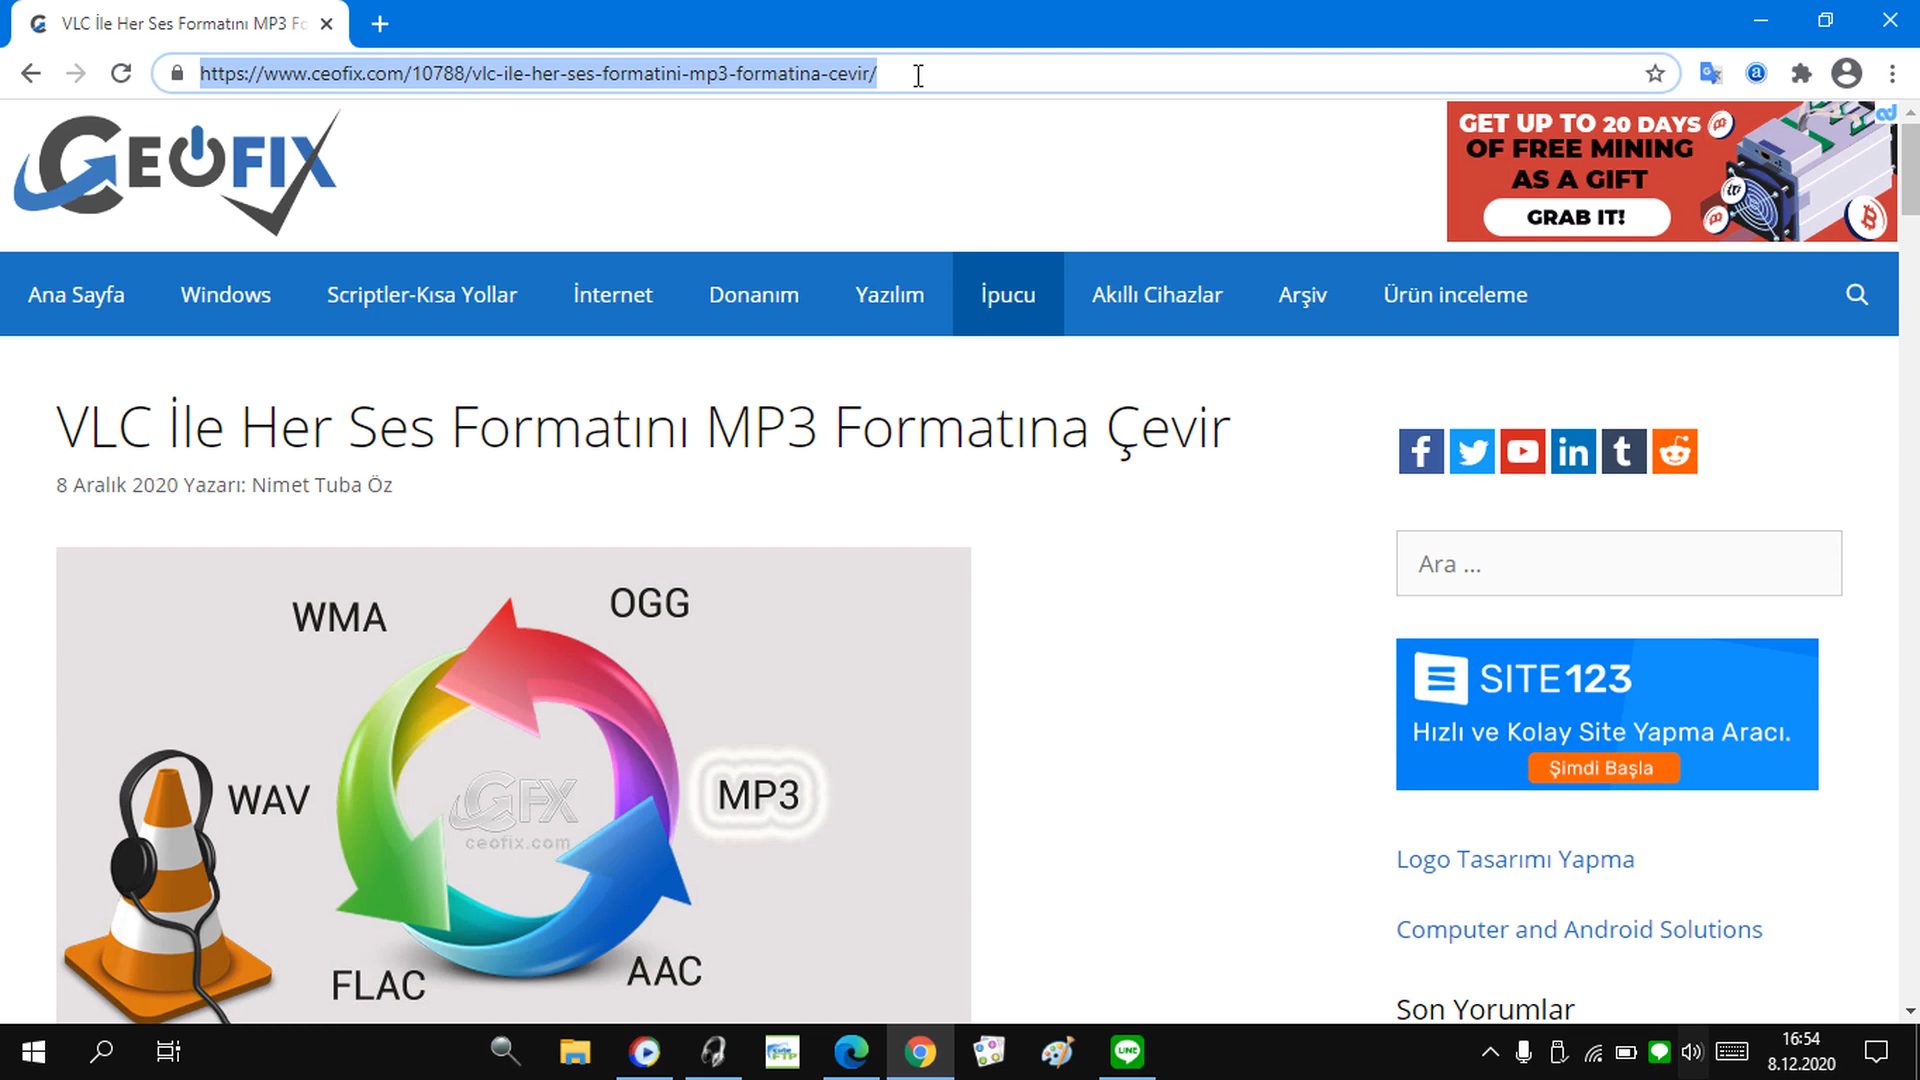 VLC İle Her Ses Formatını MP3 Fo
https://www.ceofix.com/10788/vlc-ile-her-ses-formatini-mp3-formatina-cevir/
CEOFIX
GET UP TO 20 DAYS
OF FREE MINING
AS A GIFT
GRAB IT!
Ana Sayfa Windows Scriptler-Kısa Yollar İnternet Donanım Yazılım İpucu Akıllı Cihazlar Arşiv Ürün inceleme
VLC İle Her Ses Formatını MP3 Formatına Çevir
8 Aralık 2020 Yazarı: Nimet Tuba Öz
WMA
OGG
WAV
MP3
GFX
ceofix.com
FLAC
AAC
Ara ...
SITE123
Hızlı ve Kolay Site Yapma Aracı.
Şimdi Başla
Logo Tasarımı Yapma
Computer and Android Solutions
Son Yorumlar
LINE
16:54
8.12.2020